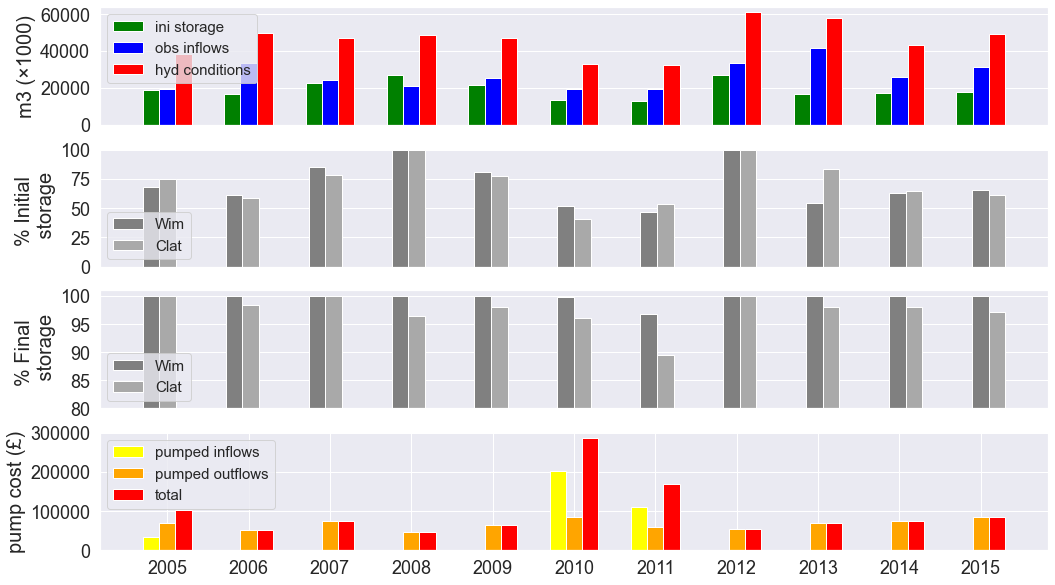 m3 (×1000)
60000
40000
20000
0
ini storage
obs inflows
hyd conditions
% Initial
storage
100
75
50
25
0
Wim
Clat
% Final
storage
100
95
90
85
80
Wim
Clat
pump cost (£)
300000
200000
100000
0
pumped inflows
pumped outflows
total
2005 2006 2007 2008 2009 2010 2011 2012 2013 2014 2015